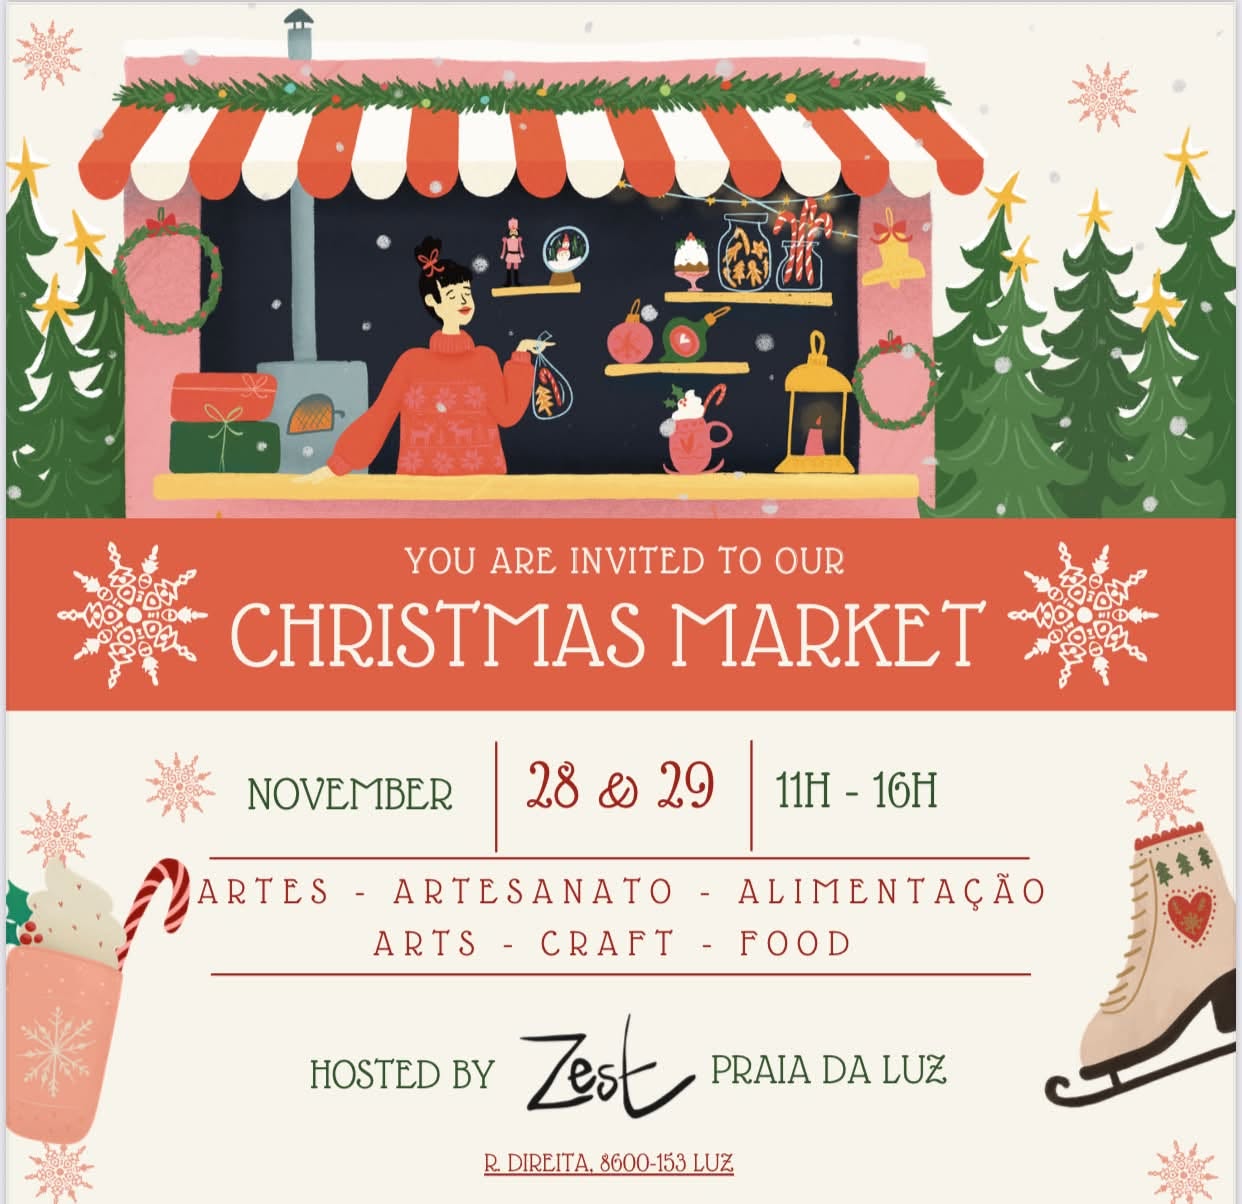 YOU ARE INVITED TO OUR
CHRISTMAS MARKET
NOVEMBER 28 & 29 11H - 16H
ARTES - ARTESANATO - ALIMENTAÇÃO
ARTS - CRAFT - FOOD
HOSTED BY Zest PRAIA DA LUZ
R. DIREITA, 8600-153 LUZ